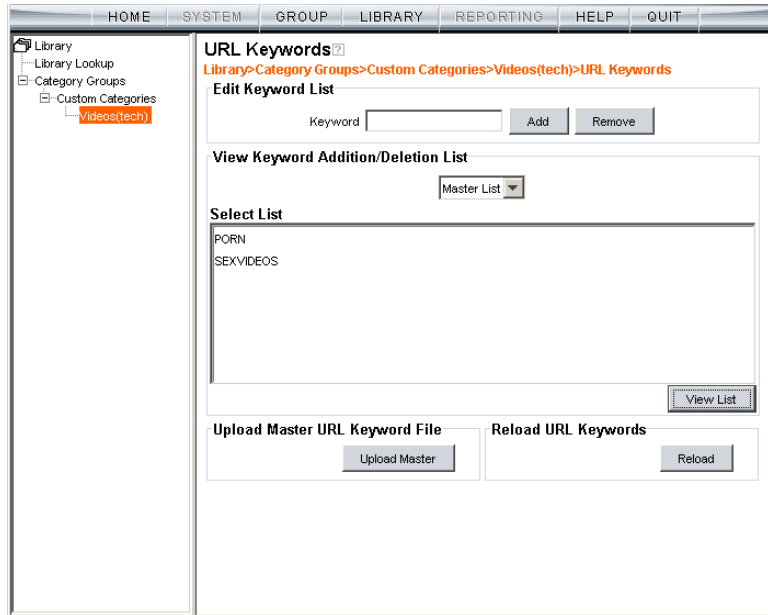 HOME SYSTEM GROUP LIBRARY REPORTING HELP QUIT
Library
Library Lookup
Category Groups
Custom Categories
Videos(tech)
URL Keywords?
Library>Category Groups>Custom Categories>Videos(tech)>URL Keywords
Edit Keyword List
Keyword Add Remove
View Keyword Addition/Deletion List
Master List
Select List
PORN
SEXVIDEOS
View List
Upload Master URL Keyword File
Upload Master
Reload URL Keywords
Reload